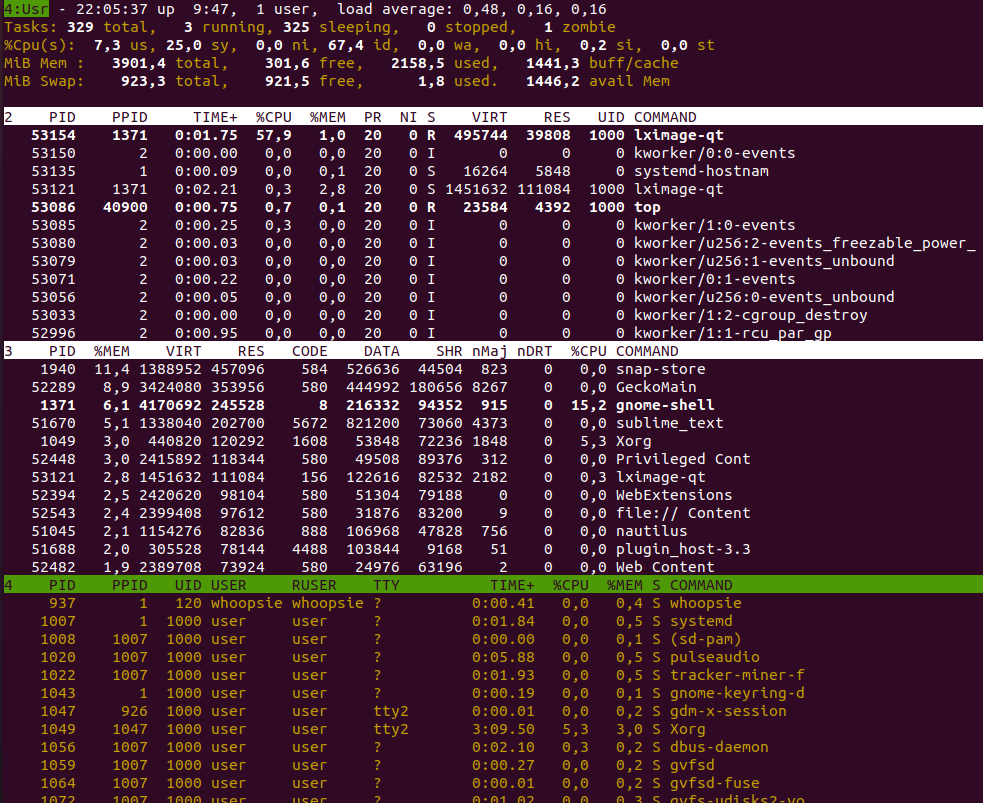 4:Usr - 22:05:37 up  9:47,  1 user,  load average: 0,48, 0,16, 0,16
Tasks: 329 total,   3 running, 325 sleeping,   0 stopped,   1 zombie
%Cpu(s):  7,3 us, 25,0 sy,  0,0 ni, 67,4 id,  0,0 wa,  0,0 hi,  0,2 si,  0,0 st
MiB Mem :   3901,4 total,    301,6 free,   2158,5 used,   1441,3 buff/cache
MiB Swap:    923,3 total,    921,5 free,      1,8 used.   1446,2 avail Mem
2    PID    PPID     TIME+  %CPU  %MEM  PR  NI S    VIRT    RES   UID COMMAND
53154    1371   0:01.75  57,9   1,0  20   0 R  495744  39808  1000 lximage-qt
53150       2   0:00.00   0,0   0,0  20   0 I       0      0     0 kworker/0:0-events
53135       1   0:00.09   0,0   0,1  20   0 S   16264   5848     0 systemd-hostnam
53121    1371   0:02.21   0,3   2,8  20   0 S 1451632 111084  1000 lximage-qt
53086   40900   0:00.75   0,7   0,1  20   0 R   23584   4392  1000 top
53085       2   0:00.25   0,3   0,0  20   0 I       0      0     0 kworker/1:0-events
53080       2   0:00.03   0,0   0,0  20   0 I       0      0     0 kworker/u256:2-events_freezable_power_
53079       2   0:00.03   0,0   0,0  20   0 I       0      0     0 kworker/u256:1-events_unbound
53071       2   0:00.22   0,0   0,0  20   0 I       0      0     0 kworker/0:1-events
53056       2   0:00.05   0,0   0,0  20   0 I       0      0     0 kworker/u256:0-events_unbound
53033       2   0:00.00   0,0   0,0  20   0 I       0      0     0 kworker/1:2-cgroup_destroy
52996       2   0:00.95   0,0   0,0  20   0 I       0      0     0 kworker/1:1-rcu_par_gp
3    PID  %MEM    VIRT    RES   CODE    DATA    SHR nMaj nDRT  %CPU COMMAND
1940  11,4 1388952 457096    584  526636  44504  823    0   0,0 snap-store
52289   8,9 3424080 353956    580  444992 180656 8267    0   0,0 GeckoMain
1371   6,1 4170692 245528      8  216332  94352  915    0  15,2 gnome-shell
51670   5,1 1338040 202700   5672  821200  73060 4373    0   0,0 sublime_text
1049   3,0  440820 120292   1608   53848  72236 1848    0   5,3 Xorg
52448   3,0 2415892 118344    580   49508  89376  312    0   0,0 Privileged Cont
53121   2,8 1451632 111084    156  122616  82532 2182    0   0,3 lximage-qt
52394   2,5 2420620  98104    580   51304  79188    0    0   0,0 WebExtensions
52543   2,4 2399408  97612    580   31876  83200    9    0   0,0 file:// Content
51045   2,1 1154276  82836    888  106968  47828  756    0   0,0 nautilus
51688   2,0  305528  78144   4488  103844   9168   51    0   0,0 plugin_host-3.3
52482   1,9 2389708  73924    580   24976  63196    2    0   0,0 Web Content
4    PID    PPID   UID USER     RUSER    TTY          TIME+  %CPU  %MEM S COMMAND
937       1   120 whoopsie whoopsie ?          0:00.41   0,0   0,4 S whoopsie
1007       1  1000 user     user     ?          0:01.84   0,0   0,5 S systemd
1008    1007  1000 user     user     ?          0:00.00   0,0   0,1 S (sd-pam)
1020    1007  1000 user     user     ?          0:05.88   0,0   0,5 S pulseaudio
1022    1007  1000 user     user     ?          0:01.93   0,0   0,5 S tracker-miner-f
1043       1  1000 user     user     ?          0:00.19   0,0   0,1 S gnome-keyring-d
1047     926  1000 user     user     tty2       0:00.01   0,0   0,2 S gdm-x-session
1049    1047  1000 user     user     tty2       3:09.50   5,3   3,0 S Xorg
1056    1007  1000 user     user     ?          0:02.10   0,3   0,2 S dbus-daemon
1059    1007  1000 user     user     ?          0:00.27   0,0   0,2 S gvfsd
1064    1007  1000 user     user     ?          0:00.01   0,0   0,2 S gvfsd-fuse
1072    1007  1000 user     user     ?          0:01.02   0,0   0,3 S gvfs-udisks2-vo